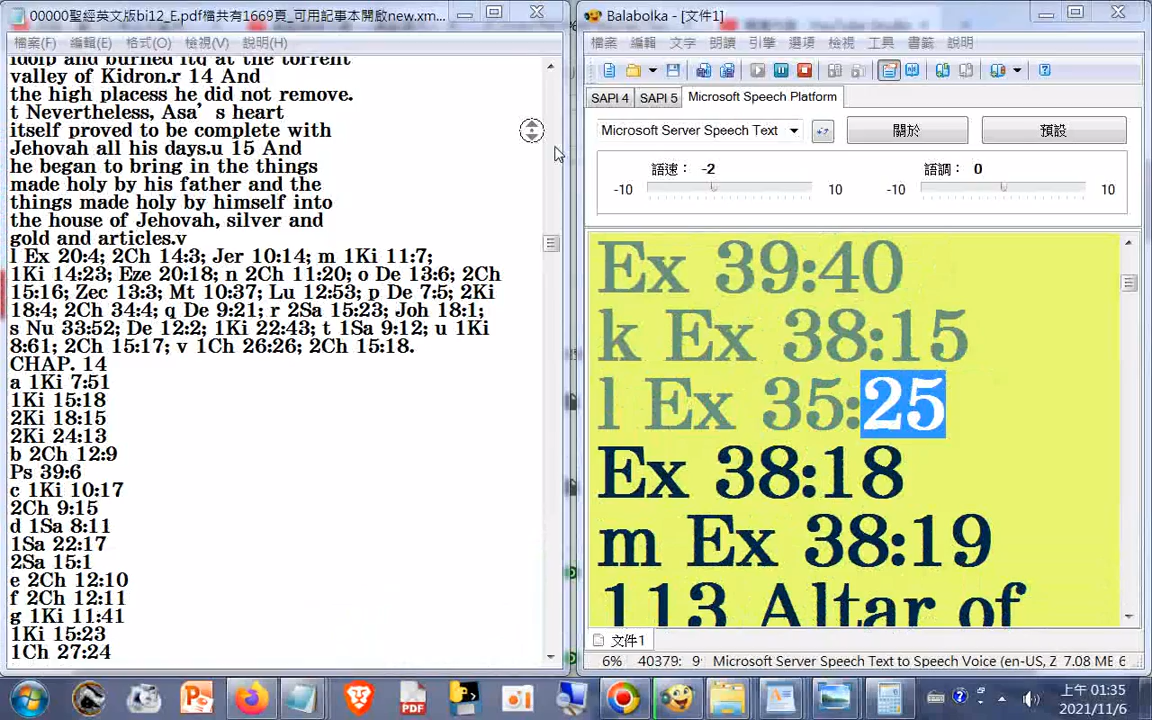 00000聖經英文版bi12_E.pdf檔共有1669頁_可用記事本開啟new.xm...
檔案(F) 編輯(E) 格式(O) 檢視(V) 說明(H)
idolp and burned itq at the torrent
valley of Kidron.r 14 And
the high placess he did not remove.
t Nevertheless, Asa’s heart
itself proved to be complete with
Jehovah all his days.u 15 And
he began to bring in the things
made holy by his father and the
things made holy by himself into
the house of Jehovah, silver and
gold and articles.v
l Ex 20:4; 2Ch 14:3; Jer 10:14; m 1Ki 11:7;
1Ki 14:23; Eze 20:18; n 2Ch 11:20; o De 13:6; 2Ch
15:16; Zec 13:3; Mt 10:37; Lu 12:53; p De 7:5; 2Ki
18:4; 2Ch 34:4; q De 9:21; r 2Sa 15:23; Joh 18:1;
s Nu 33:52; De 12:2; 1Ki 22:43; t 1Sa 9:12; u 1Ki
8:61; 2Ch 15:17; v 1Ch 26:26; 2Ch 15:18.
CHAP. 14
a 1Ki 7:51
1Ki 15:18
2Ki 18:15
2Ki 24:13
b 2Ch 12:9
Ps 39:6
c 1Ki 10:17
2Ch 9:15
d 1Sa 8:11
1Sa 22:17
2Sa 15:1
e 2Ch 12:10
f 2Ch 12:11
g 1Ki 11:41
1Ki 15:23
1Ch 27:24
Balabolka - [文件1]
檔案 編輯 文字 朗讀 引擎 選項 檢視 工具 書籤 說明
SAPI 4 SAPI 5 Microsoft Speech Platform
Microsoft Server Speech Text 關於 預設
語速: -2 語調: 0
-10 10 -10 10
Ex 39:40
k Ex 38:15
l Ex 35:25
Ex 38:18
m Ex 38:19
113 Altar of
文件1
6% 40379: 9 Microsoft Server Speech Text to Speech Voice (en-US, Z 7.08 ME 6
PDF
上午 01:35
2021/11/6